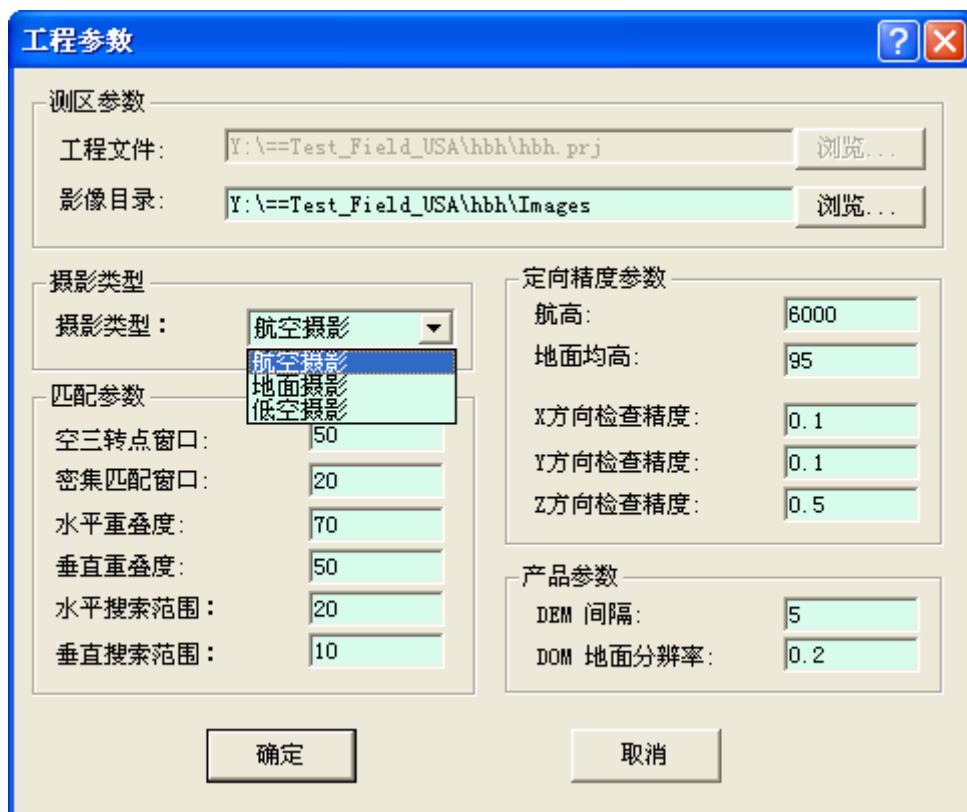 工程参数
测区参数
工程文件: Y:\==Test_Field_USA\hbh\hbh.prj 浏览...
影像目录: Y:\==Test_Field_USA\hbh\Images 浏览...
摄影类型
摄影类型： 航空摄影
航空摄影
地面摄影
低空摄影
匹配参数
空三转点窗口: 50
密集匹配窗口: 20
水平重叠度: 70
垂直重叠度: 50
水平搜索范围： 20
垂直搜索范围： 10
定向精度参数
航高: 6000
地面均高: 95
X方向检查精度: 0.1
Y方向检查精度: 0.1
Z方向检查精度: 0.5
产品参数
DEM 间隔: 5
DOM 地面分辨率: 0.2
确定 取消